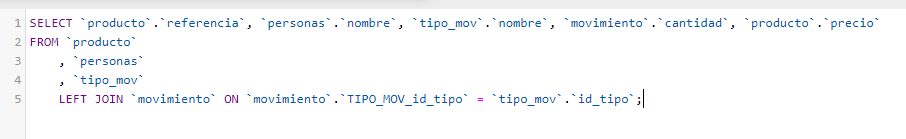 1 SELECT `producto`.`referencia`, `personas`.`nombre`, `tipo_mov`.`nombre`, `movimiento`.`cantidad`, `producto`.`precio`
2 FROM `producto`
3     , `personas`
4     , `tipo_mov`
5     LEFT JOIN `movimiento` ON `movimiento`.`TIPO_MOV_id_tipo` = `tipo_mov`.`id_tipo`;